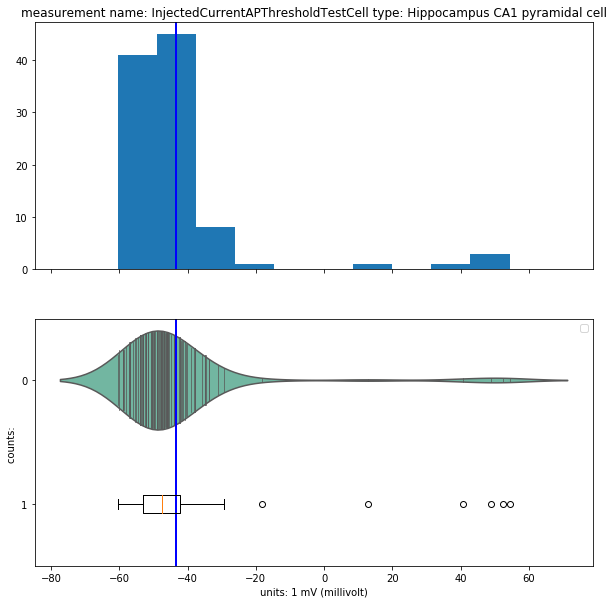 measurement name: InjectedCurrentAPThresholdTestCell type: Hippocampus CA1 pyramidal cell
40
30
20
10
0
0
counts:
1
−80 −60 −40 −20 0 20 40 60
units: 1 mV (millivolt)